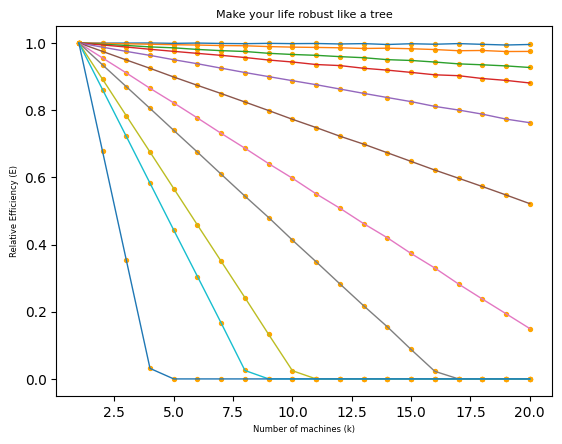 Make your life robust like a tree
Relative Efficiency (E)
1.0
0.8
0.6
0.4
0.2
0.0
2.5 5.0 7.5 10.0 12.5 15.0 17.5 20.0
Number of machines (k)